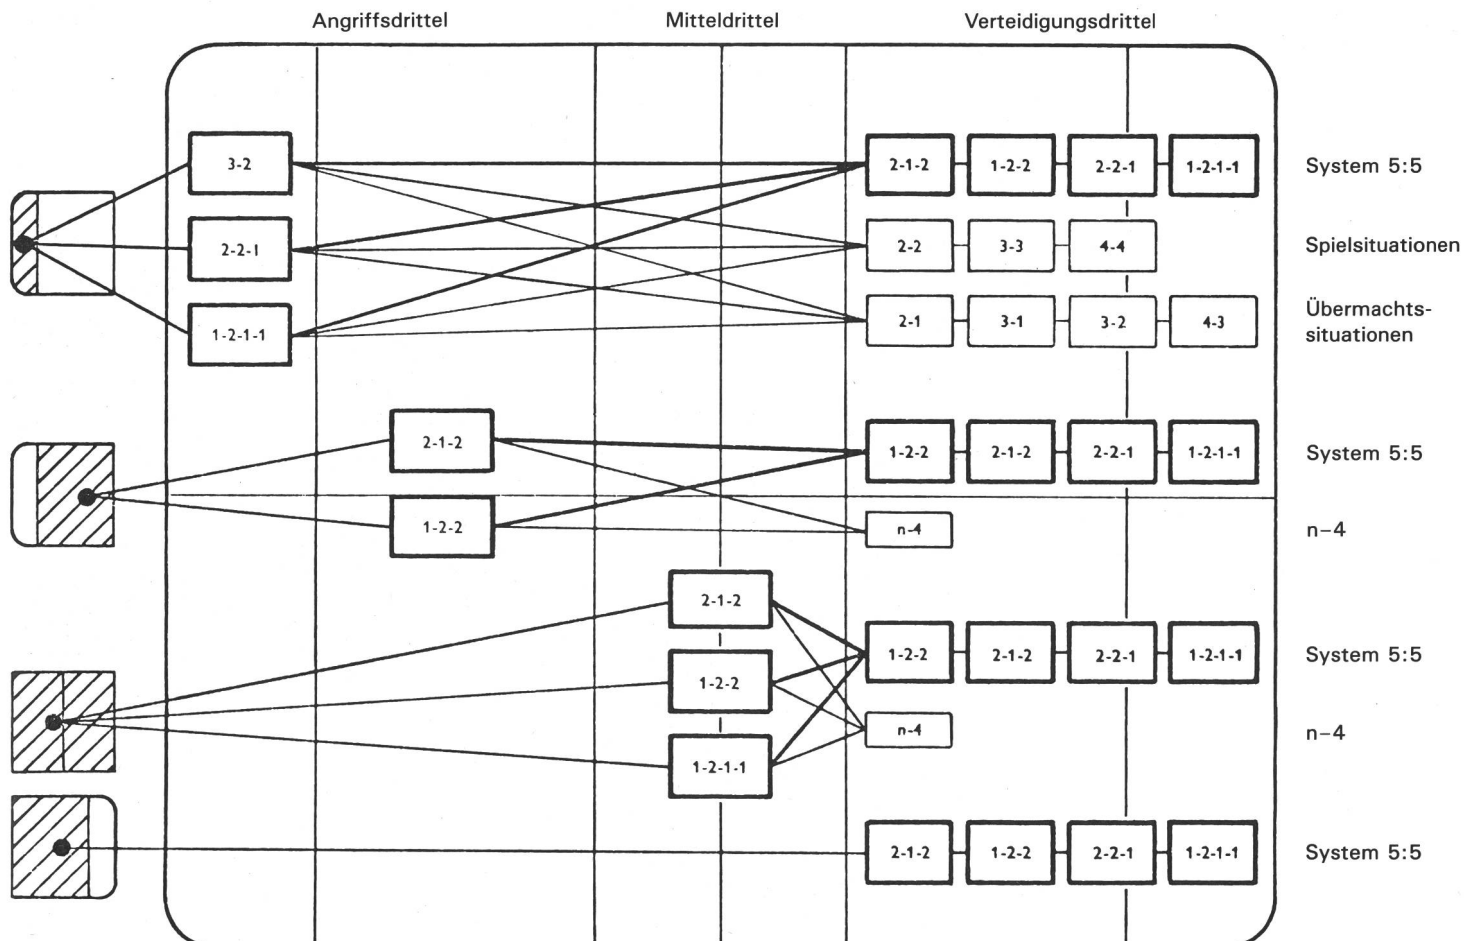 Angriffsdrittel Mitteldrittel Verteidigungsdrittel
3-2 2-1-2 1-2-2 2-2-1 1-2-1-1 System 5:5
2-2-1 2-2 3-3 4-4 Spielsituationen
1-2-1-1 2-1 3-1 3-2 4-3 Übermachts-
situationen
2-1-2 1-2-2 2-1-2 2-2-1 1-2-1-1 System 5:5
1-2-2 n-4 n–4
2-1-2
1-2-2 1-2-2 2-1-2 2-2-1 1-2-1-1 System 5:5
n-4 n–4
1-2-1-1
2-1-2 1-2-2 2-2-1 1-2-1-1 System 5:5